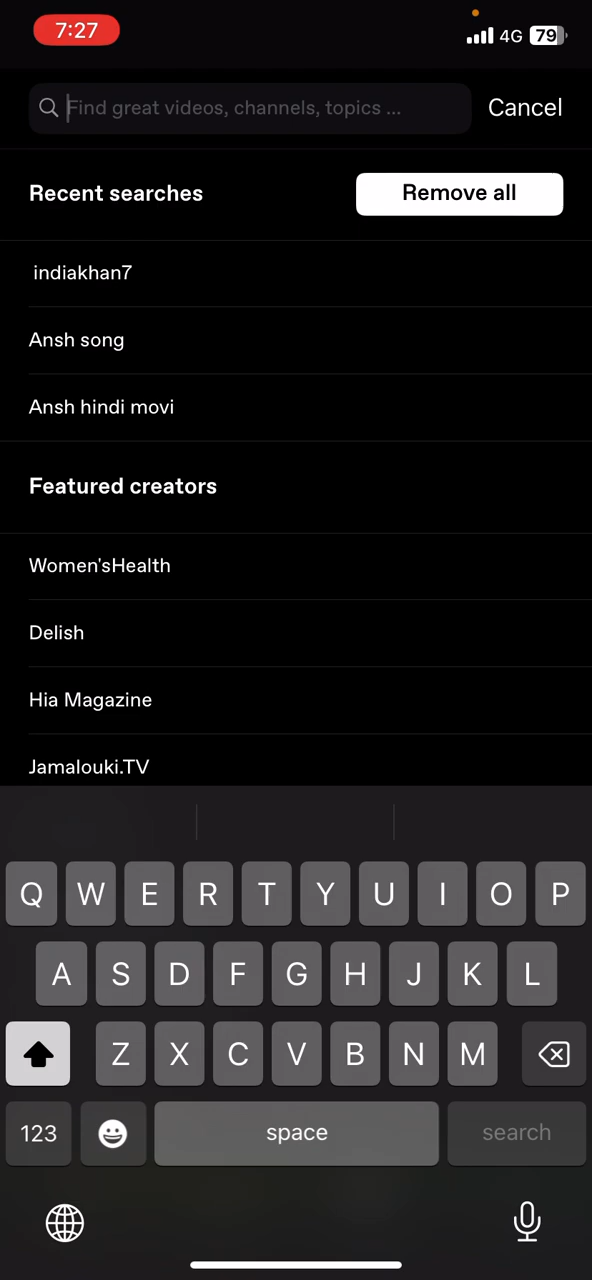 7:27
4G 79
Find great videos, channels, topics ...
Cancel
Recent searches
Remove all
indiakhan7
Ansh song
Ansh hindi movi
Featured creators
Women'sHealth
Delish
Hia Magazine
Jamalouki.TV
Q W E R T Y U I O P
A S D F G H J K L
Z X C V B N M
123 space search